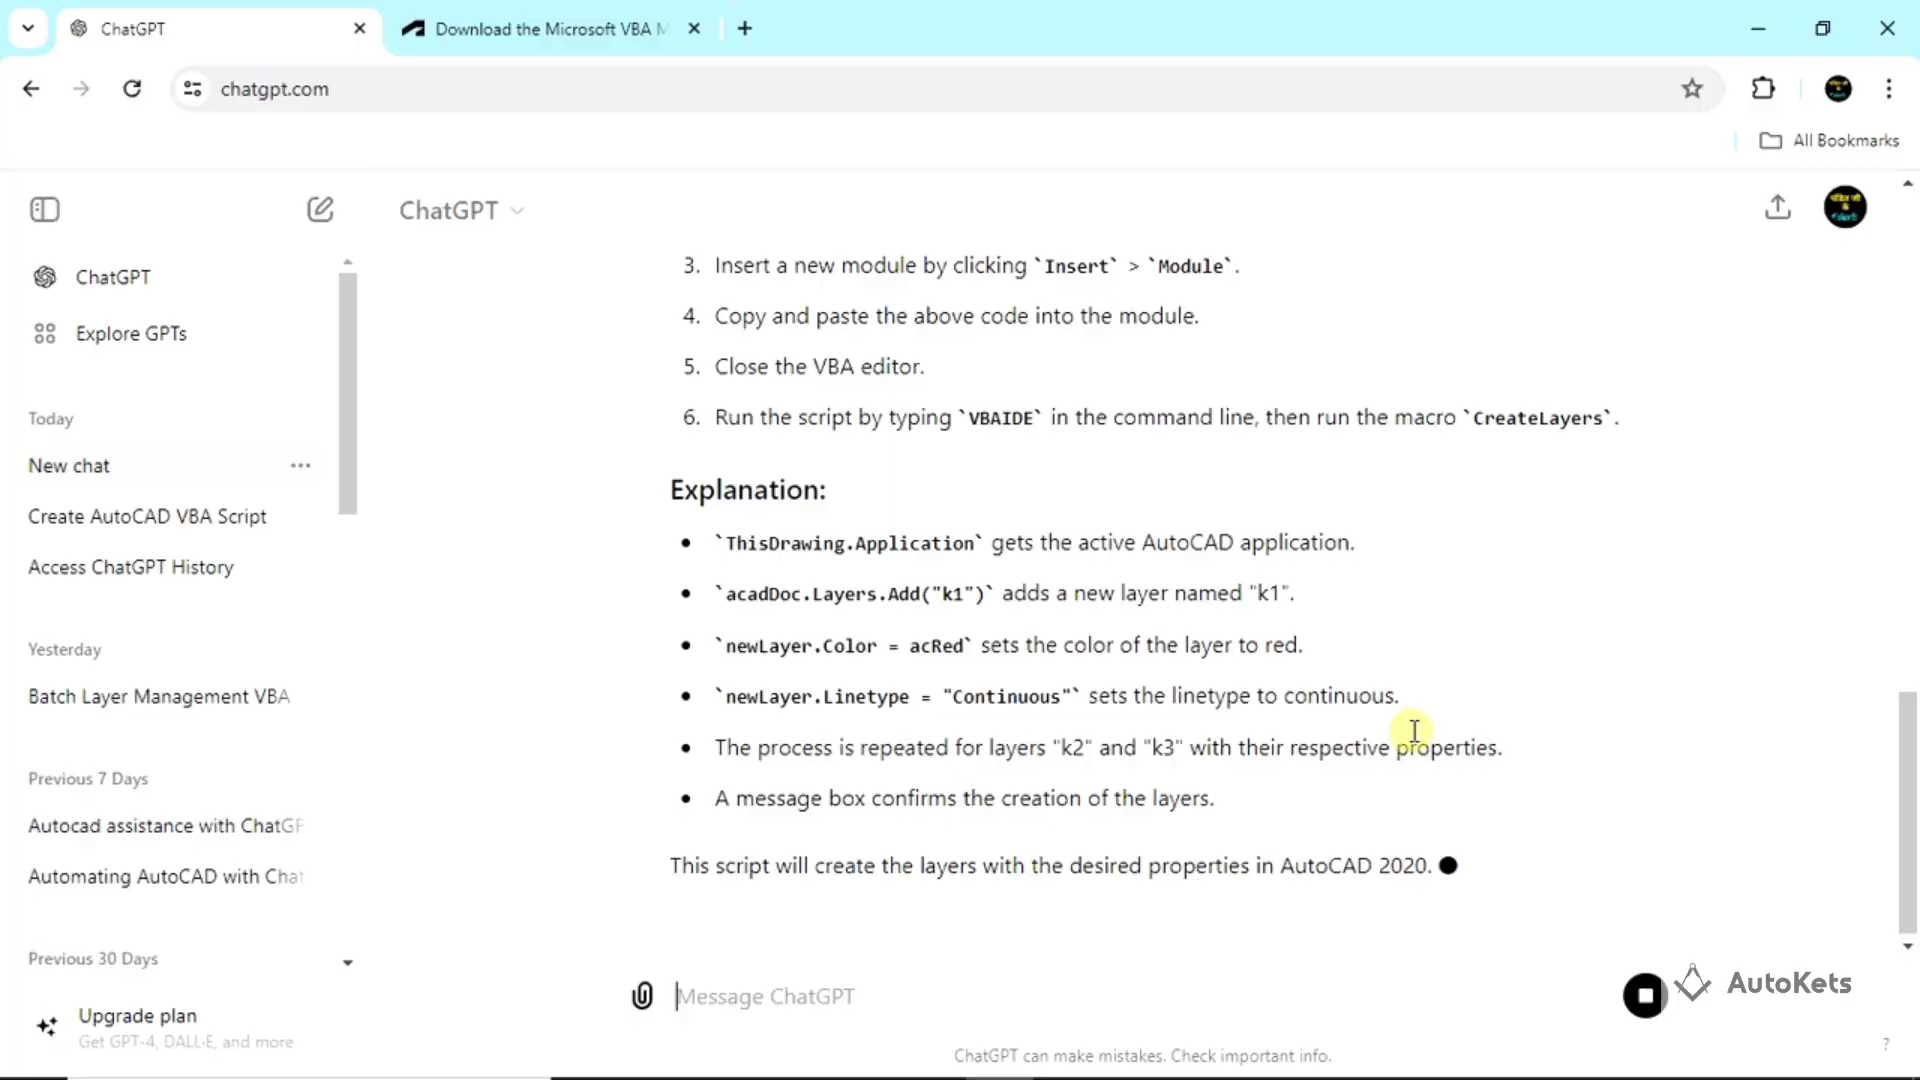 ChatGPT
Download the Microsoft VBA M
chatgpt.com
All Bookmarks
ChatGPT
ChatGPT
Explore GPTs
Today
New chat
Create AutoCAD VBA Script
Access ChatGPT History
Yesterday
Batch Layer Management VBA
Previous 7 Days
Autocad assistance with ChatGP
Automating AutoCAD with Chat
Previous 30 Days
Upgrade plan
Get GPT-4, DALL·E, and more
3. Insert a new module by clicking `Insert` > `Module`.
4. Copy and paste the above code into the module.
5. Close the VBA editor.
6. Run the script by typing `VBAIDE` in the command line, then run the macro `CreateLayers`.
Explanation:
• `ThisDrawing.Application` gets the active AutoCAD application.
• `acadDoc.Layers.Add("k1")` adds a new layer named "k1".
• `newLayer.Color = acRed` sets the color of the layer to red.
• `newLayer.Linetype = "Continuous"` sets the linetype to continuous.
• The process is repeated for layers "k2" and "k3" with their respective properties.
• A message box confirms the creation of the layers.
This script will create the layers with the desired properties in AutoCAD 2020.
Message ChatGPT
AutoKets
ChatGPT can make mistakes. Check important info.
?